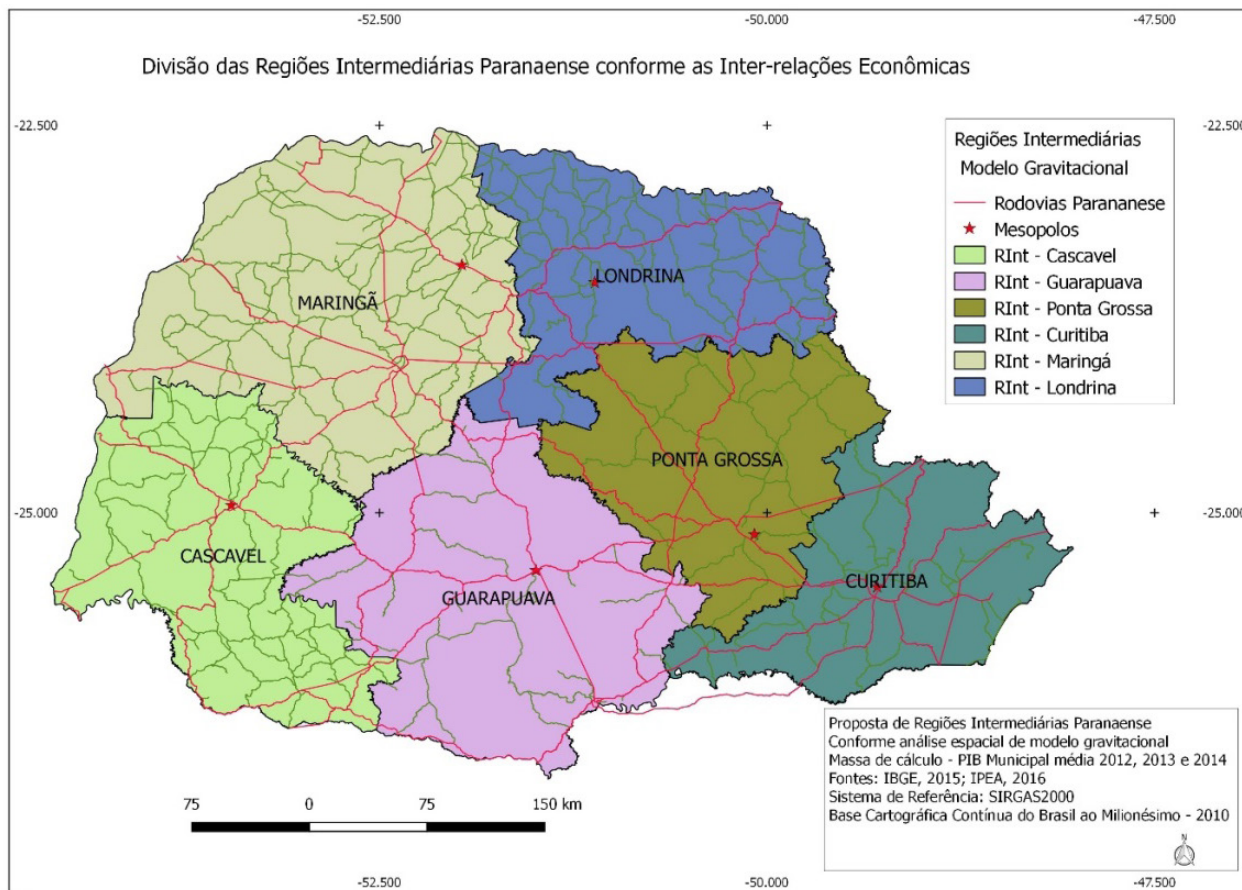 -52.500 -50.000 -47.500
Divisão das Regiões Intermediárias Paranaense conforme as Inter-relações Econômicas
-22.500 -22.500
Regiões Intermediárias
Modelo Gravitacional
Rodovias Parananese
Mesopolos
RInt - Cascavel
RInt - Guarapuava
RInt - Ponta Grossa
RInt - Curitiba
RInt - Maringá
RInt - Londrina
LONDRINA
MARINGÃ
PONTA GROSSA
-25.000 -25.000
CASCAVEL
CURITIBA
GUARAPUAVA
Proposta de Regiões Intermediárias Paranaense
Conforme análise espacial de modelo gravitacional
Massa de cálculo - PIB Municipal média 2012, 2013 e 2014
Fontes: IBGE, 2015; IPEA, 2016
Sistema de Referência: SIRGAS2000
Base Cartográfica Contínua do Brasil ao Milionésimo - 2010
N
75 0 75 150 km
-52.500 -50.000 -47.500